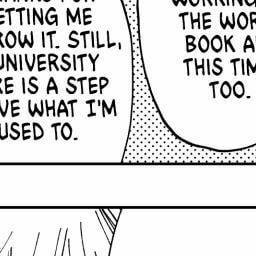 ETTING ME
ROW IT. STILL,
UNIVERSITY
RE IS A STEP
VE WHAT I'M
USED TO.
WORKING
THE WOR
BOOK A
THIS TIM
TOO.